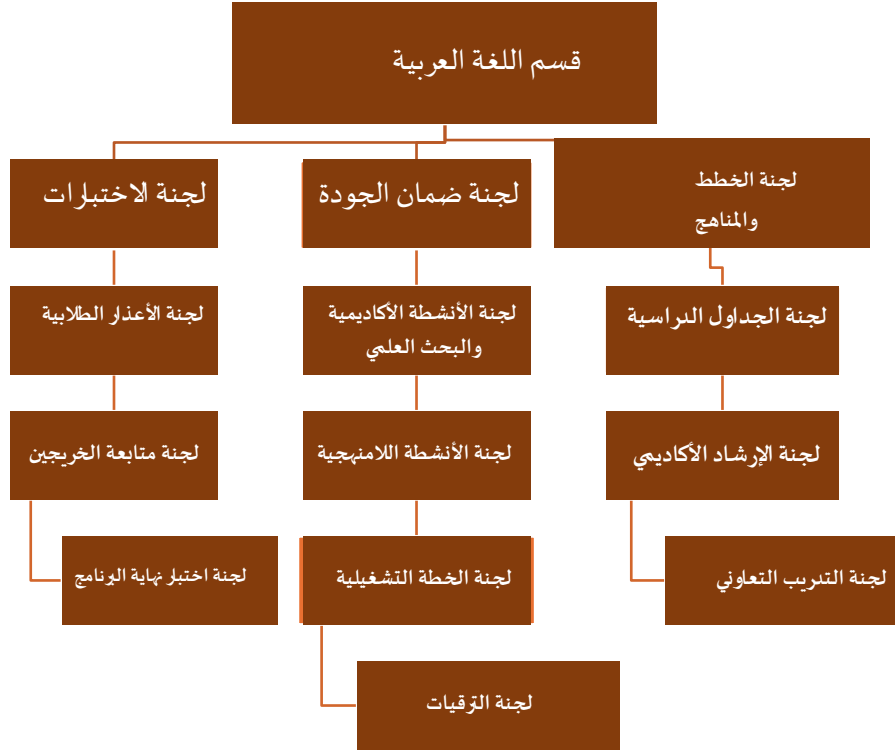 قسم اللغة العربية
لجنة الخطط
والمناهج
لجنة ضمان الجودة
لجنة الاختبارات
لجنة الجداول الدراسية
لجنة الأنشطة الأكاديمية
والبحث العلمي
لجنة الأعذار الطلابية
لجنة الإرشاد الأكاديمي
لجنة الأنشطة اللامنهجية
لجنة متابعة الخريجين
لجنة التدريب التعاوني
لجنة الخطة التشغيلية
لجنة اختبار نهاية البرنامج
لجنة الترقيات